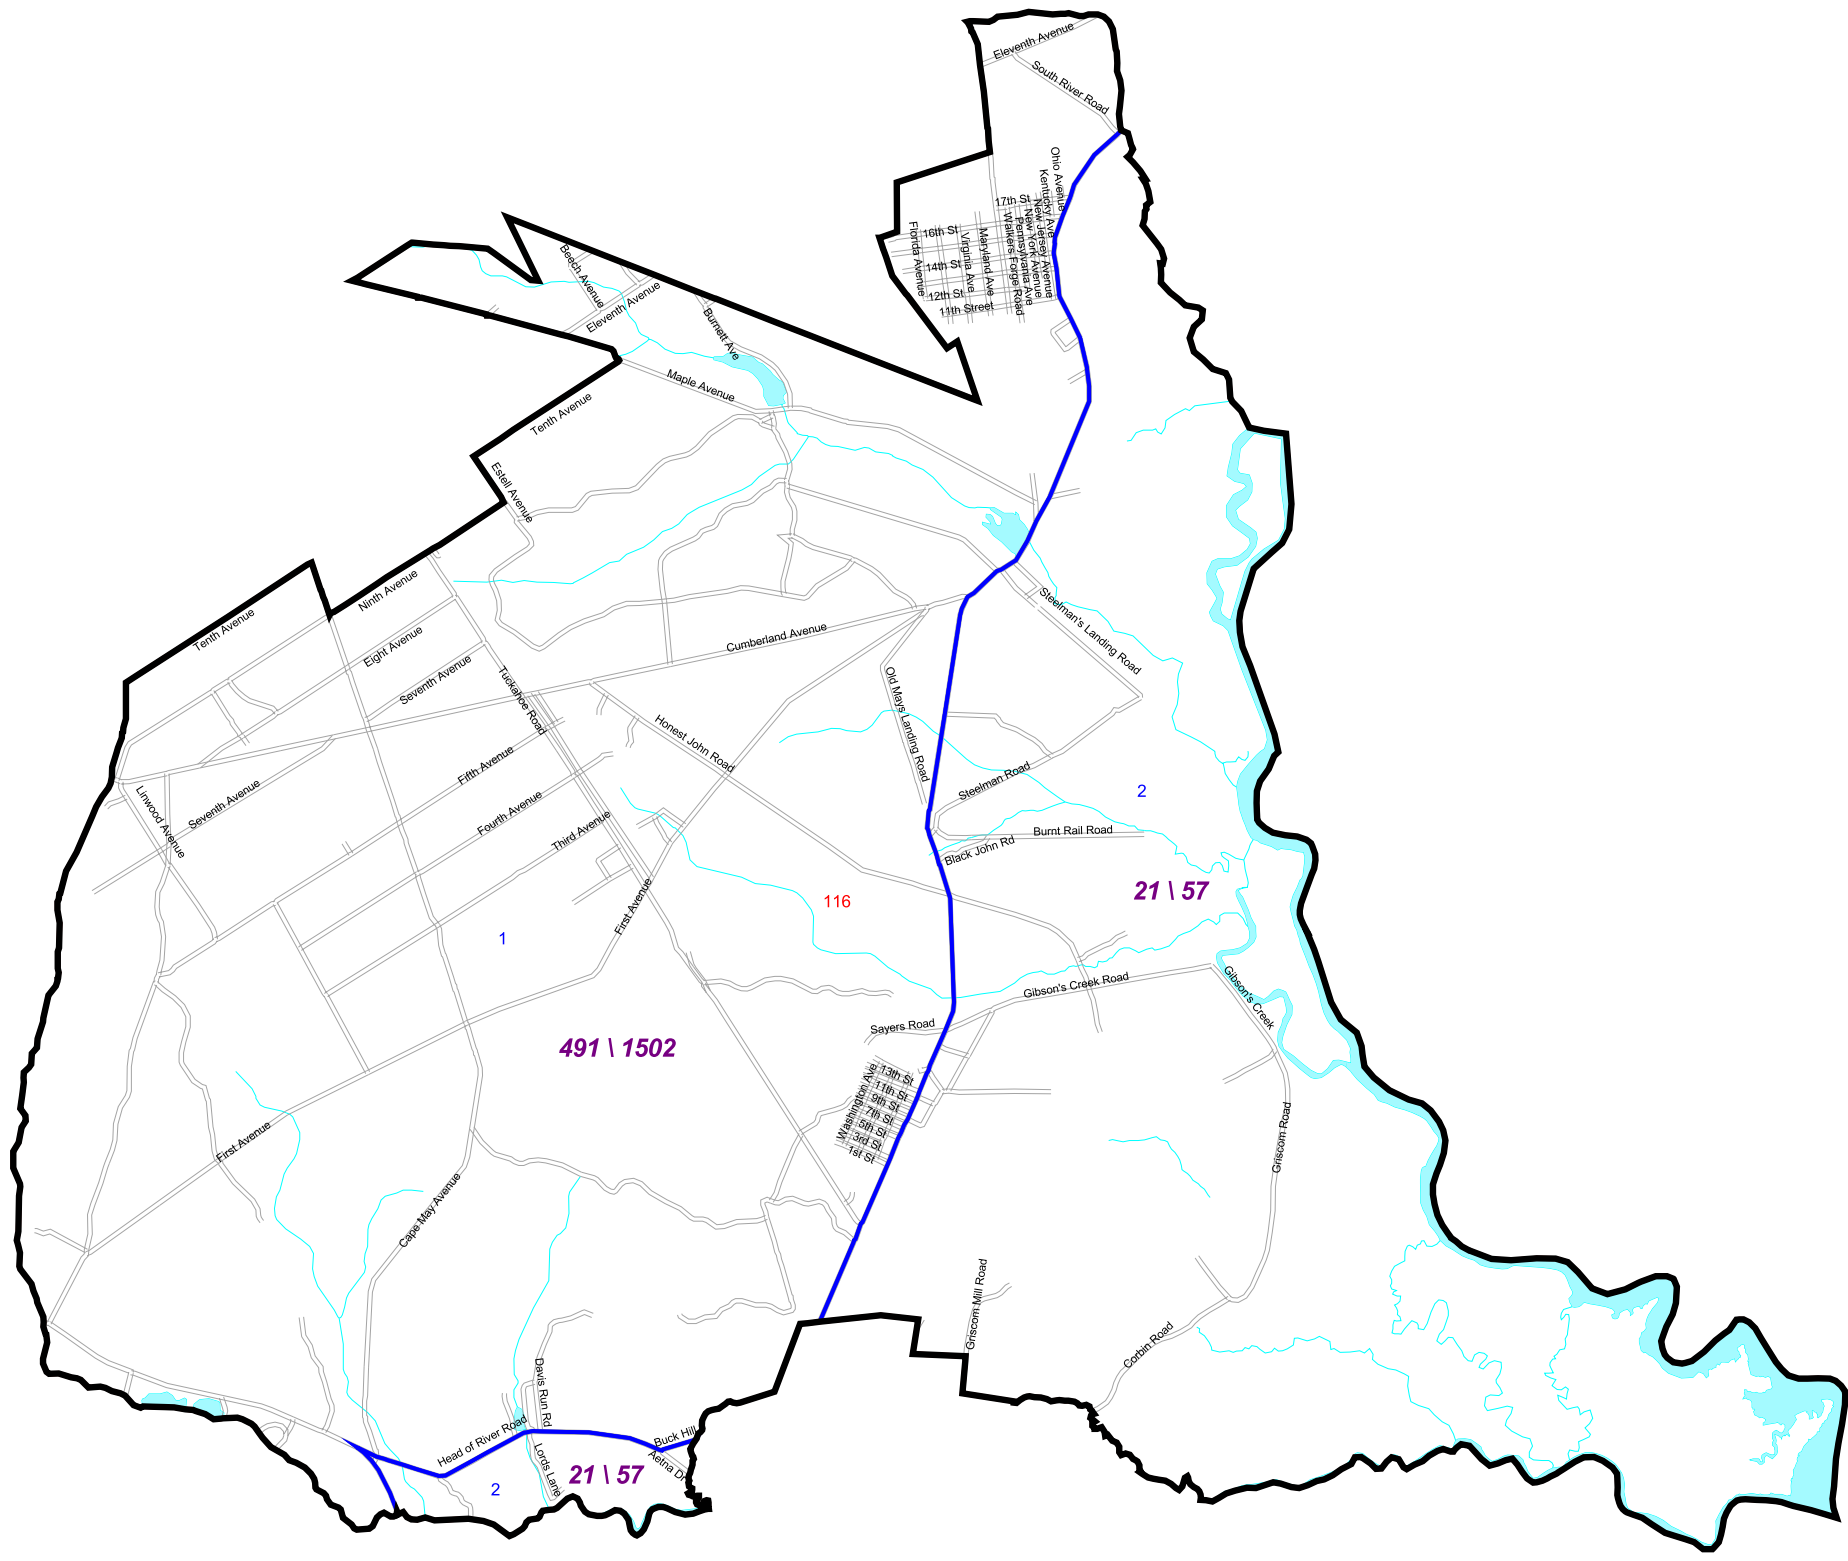 Eleventh Avenue
South River Road
Ohio Avenue
Kentucky Ave
17th St
New Jersey Avenue
New York Avenue
Pennsylvania Ave
Walkers Forge Road
Maryland Ave
Virginia Ave
Florida Avenue
16th St
14th St
12th St
11th Street
Beech Avenue
Eleventh Avenue
Burnett Ave
Maple Avenue
Tenth Avenue
Estell Avenue
Ninth Avenue
Tenth Avenue
Eight Avenue
Seventh Avenue
Cumberland Avenue
Steelman's Landing Road
Tuckahoe Road
Old Mays Landing Road
Honest John Road
Fifth Avenue
Steelman Road
2
Linwood Avenue
Seventh Avenue
Fourth Avenue
Third Avenue
Burnt Rail Road
Black John Rd
21 \ 57
116
First Avenue
1
Gibson's Creek Road
Gibson's Creek
Sayers Road
491 \ 1502
Washington Ave
13th St
11th St
9th St
7th St
5th St
3rd St
1st St
First Avenue
Griscom Road
Cape May Avenue
Griscom Mill Road
Corbin Road
Davis Run Rd
Head of River Road
Buck Hill
Aetna Dr
Lords Lane
21 \ 57
2